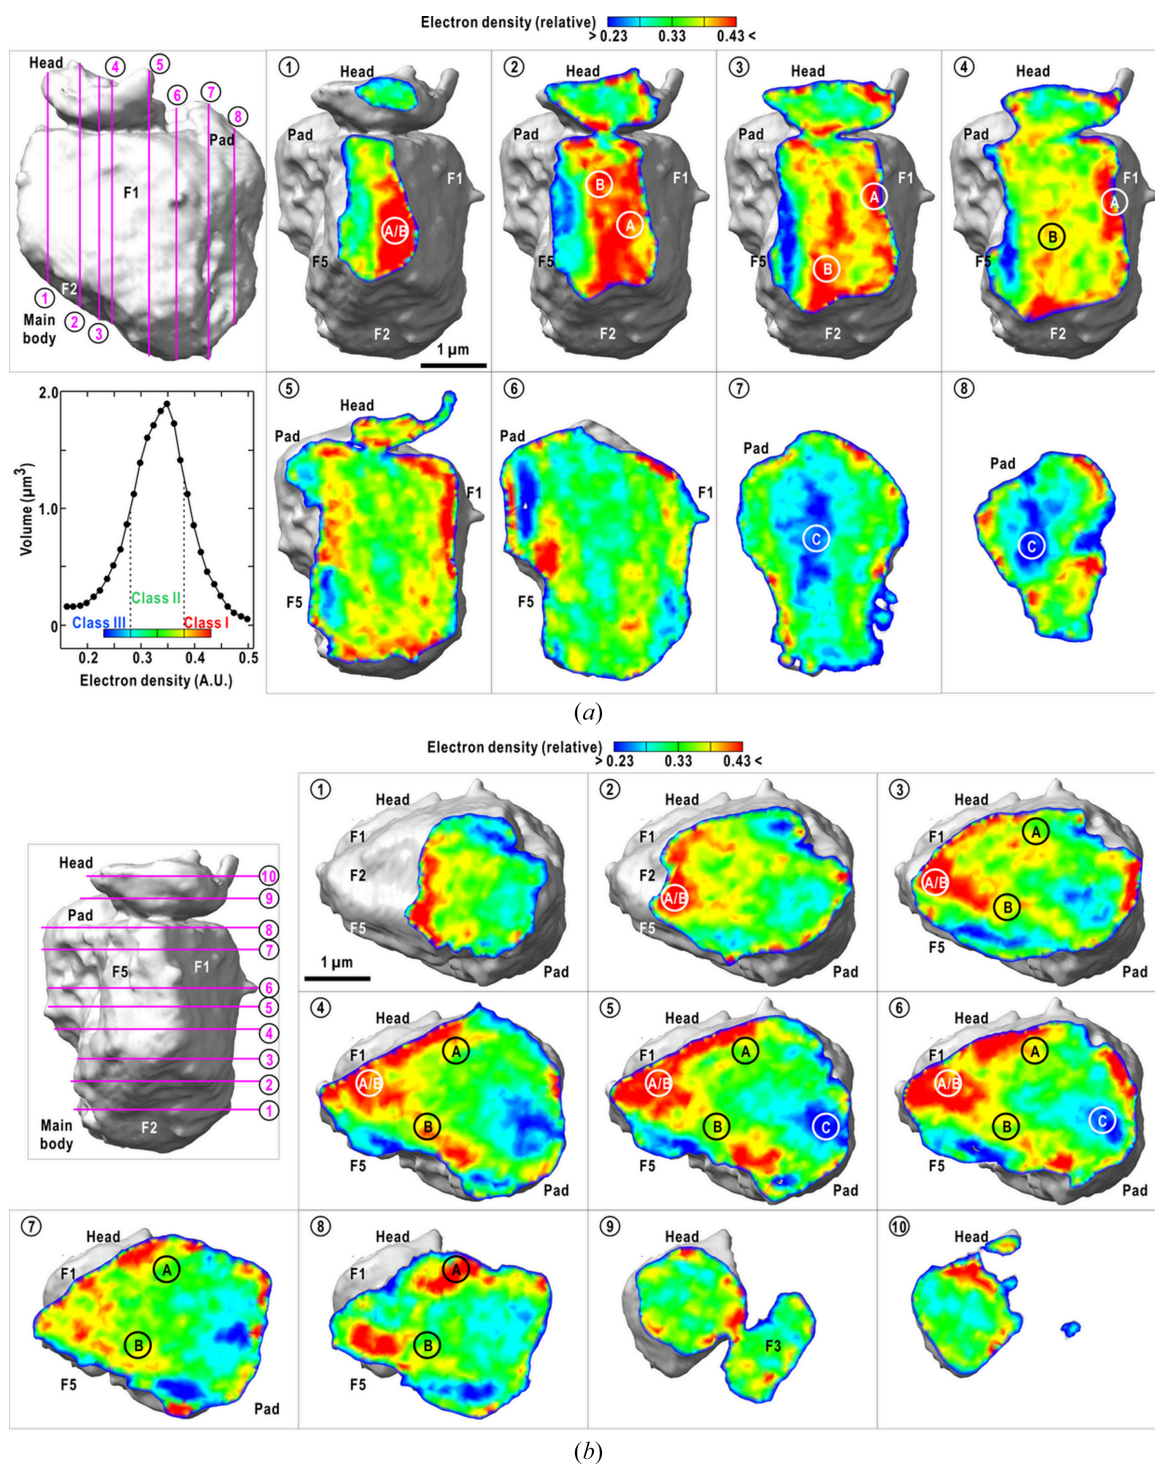 Electron density (relative)
> 0.23 0.33 0.43 <
Head
④
⑤
⑥
⑦
⑧
Pad
F1
F2
①
Main
body
②
③
①
Head
Pad
F1
A/B
F5
F2
1 µm
②
Head
Pad
B
F1
A
F5
F2
③
Head
Pad
F1
A
F5
B
F2
④
Head
Pad
F1
A
B
F5
F2
2.0
1.0
0
Volume (µm³)
Class II
Class III
Class I
0.2 0.3 0.4 0.5
Electron density (A.U.)
⑤
Head
Pad
F1
F5
⑥
Pad
F1
F5
⑦
Pad
C
⑧
Pad
C
(a)
Electron density (relative)
> 0.23 0.33 0.43 <
Head
⑩
⑨
Pad
⑧
⑦
F5
F1
⑥
⑤
④
③
②
①
Main
body
F2
①
Head
F1
F2
F5
Pad
1 µm
②
Head
F1
F2
A/B
F5
Pad
③
Head
F1
A
A/B
B
F5
Pad
④
Head
F1
A
A/B
B
F5
Pad
⑤
Head
F1
A
A/B
B
C
F5
Pad
⑥
Head
F1
A
A/B
B
C
F5
Pad
⑦
Head
F1
A
B
F5
Pad
⑧
Head
F1
A
B
F5
⑨
Head
F3
⑩
Head
(b)